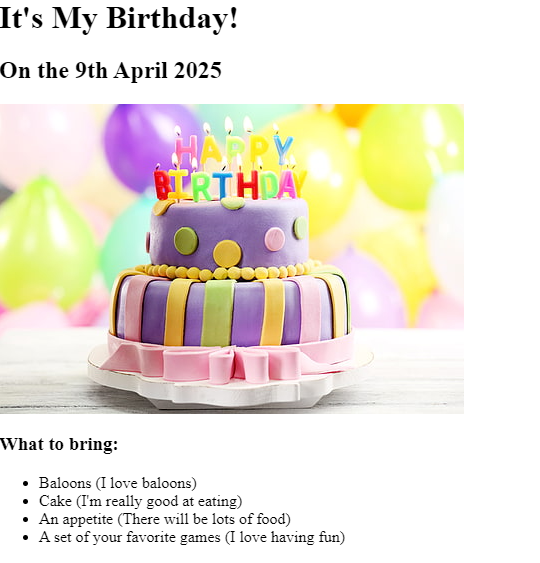 It's My Birthday!
On the 9th April 2025
HAPPY
BIRTHDAY
What to bring:
Baloons (I love baloons)
Cake (I'm really good at eating)
An appetite (There will be lots of food)
A set of your favorite games (I love having fun)